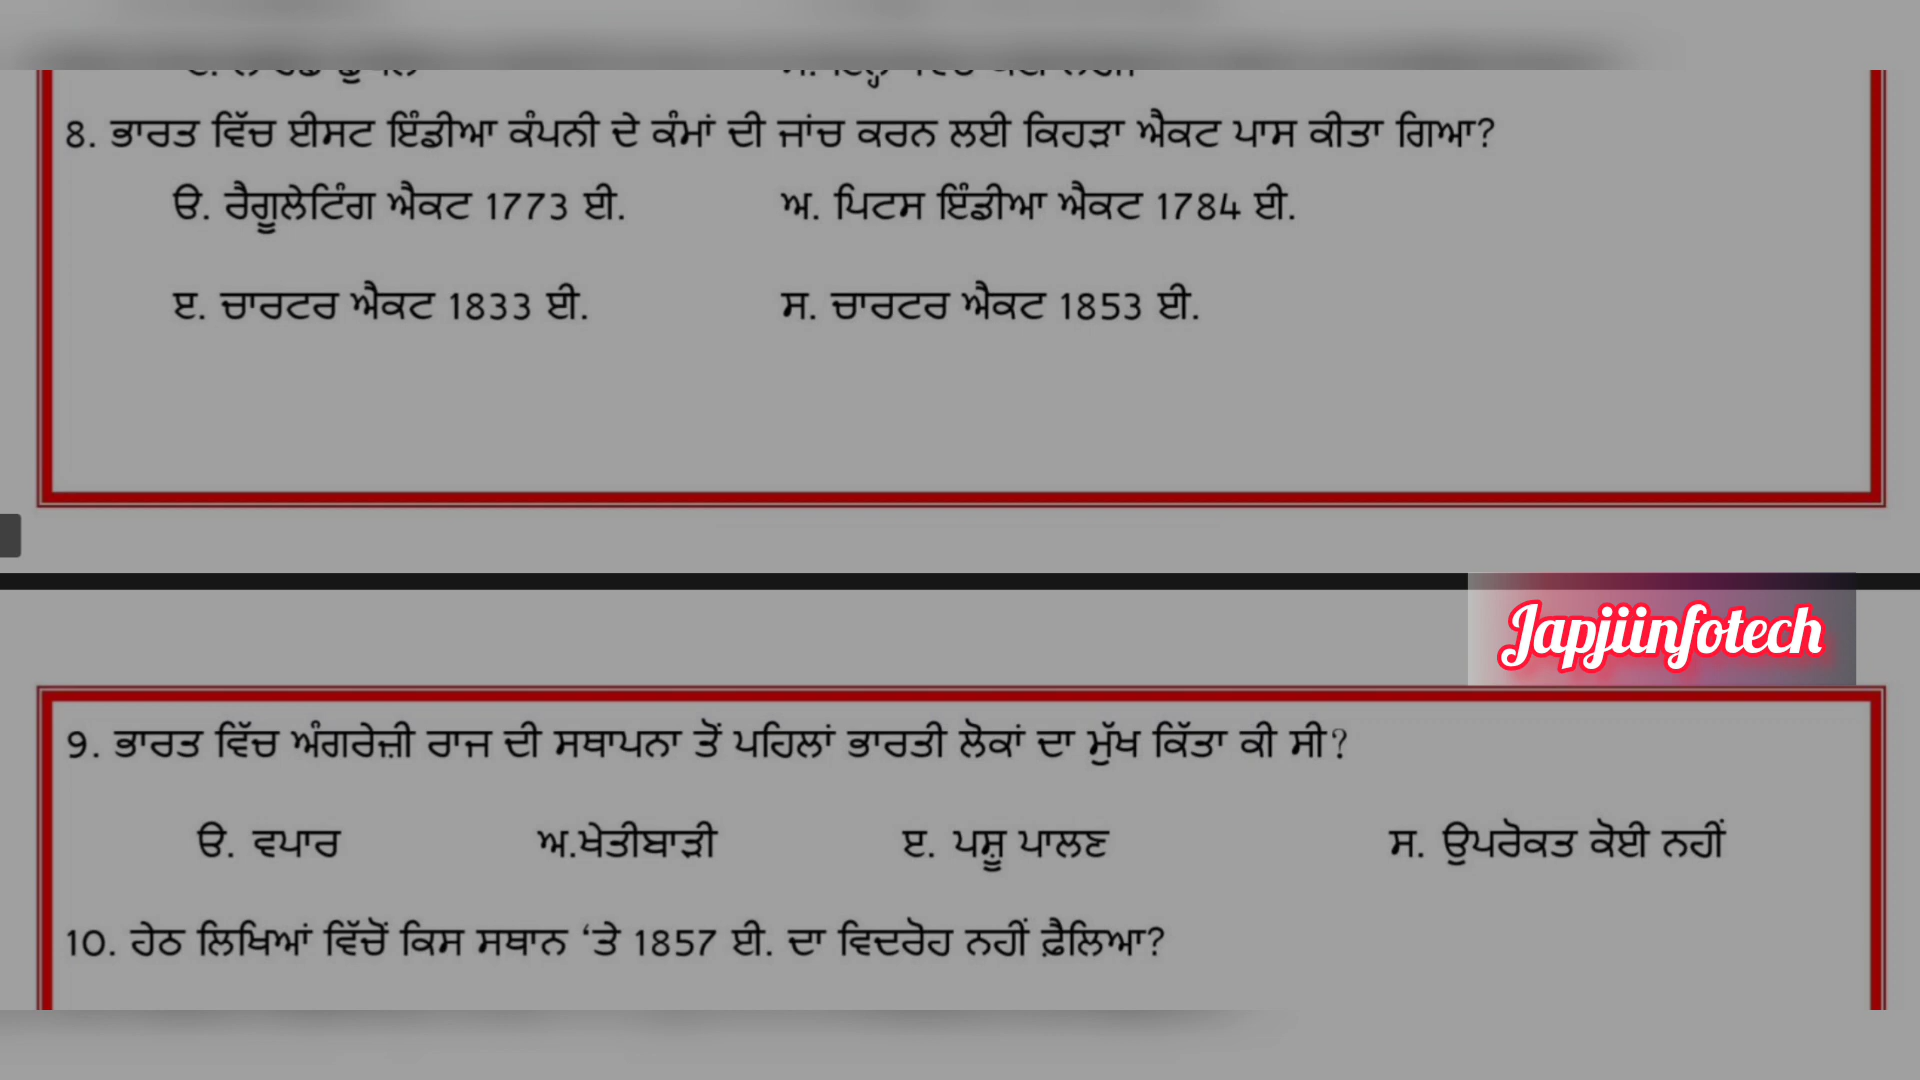 8. ਭਾਰਤ ਵਿੱਚ ਈਸਟ ਇੰਡੀਆ ਕੰਪਨੀ ਦੇ ਕੰਮਾਂ ਦੀ ਜਾਂਚ ਕਰਨ ਲਈ ਕਿਹੜਾ ਐਕਟ ਪਾਸ ਕੀਤਾ ਗਿਆ?
ੳ. ਰੈਗੂਲੇਟਿੰਗ ਐਕਟ 1773 ਈ. ਅ. ਪਿਟਸ ਇੰਡੀਆ ਐਕਟ 1784 ਈ.
ੲ. ਚਾਰਟਰ ਐਕਟ 1833 ਈ. ਸ. ਚਾਰਟਰ ਐਕਟ 1853 ਈ.
Japjiinfotech
9. ਭਾਰਤ ਵਿੱਚ ਅੰਗਰੇਜ਼ੀ ਰਾਜ ਦੀ ਸਥਾਪਨਾ ਤੋਂ ਪਹਿਲਾਂ ਭਾਰਤੀ ਲੋਕਾਂ ਦਾ ਮੁੱਖ ਕਿੱਤਾ ਕੀ ਸੀ?
ੳ. ਵਪਾਰ ਅ.ਖੇਤੀਬਾੜੀ ੲ. ਪਸ਼ੂ ਪਾਲਣ ਸ. ਉਪਰੋਕਤ ਕੋਈ ਨਹੀਂ
10. ਹੇਠ ਲਿਖਿਆਂ ਵਿੱਚੋਂ ਕਿਸ ਸਥਾਨ ‘ਤੇ 1857 ਈ. ਦਾ ਵਿਦਰੋਹ ਨਹੀਂ ਫ਼ੈਲਿਆ?